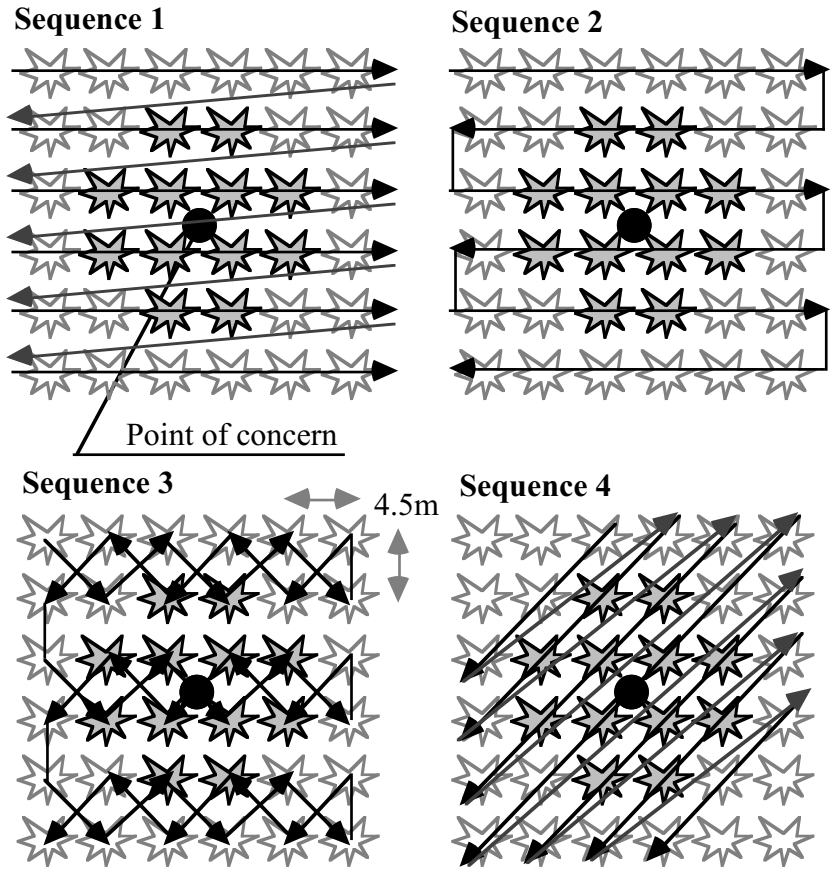 Sequence 1
Sequence 2
Point of concern
Sequence 3
4.5m
Sequence 4